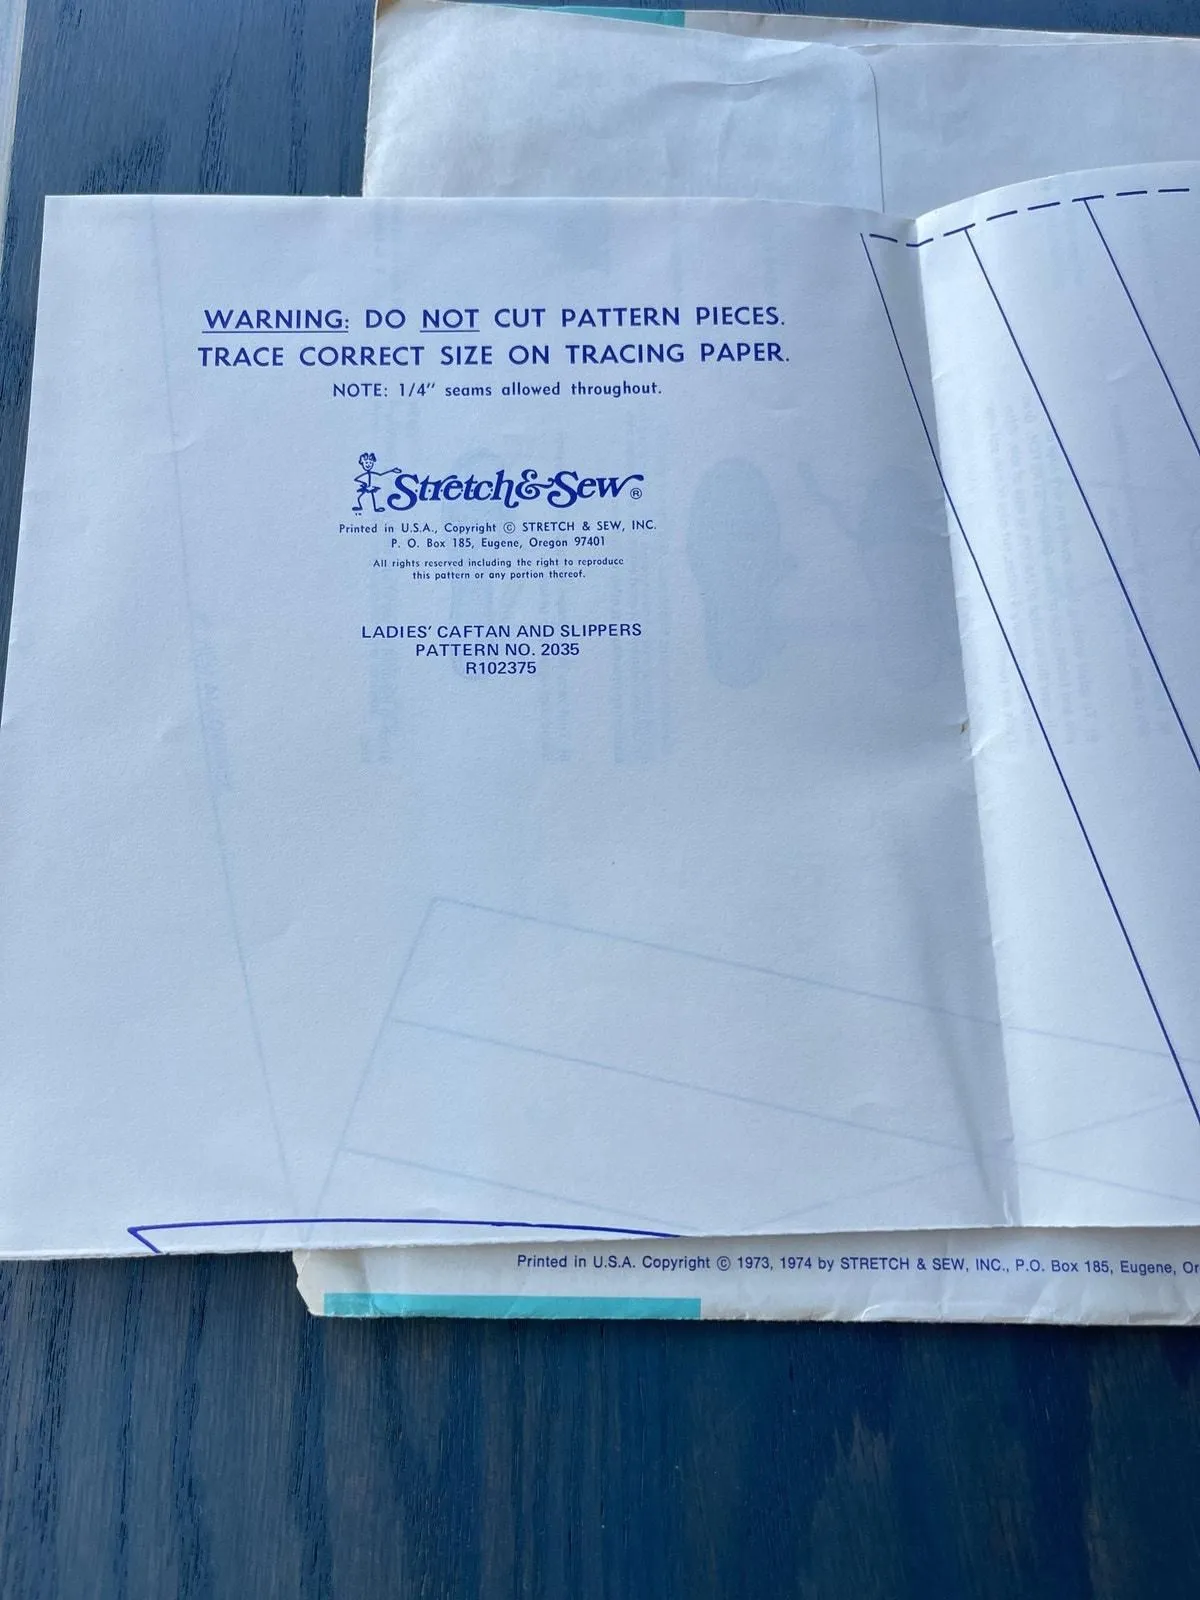 WARNING: DO NOT CUT PATTERN PIECES.
TRACE CORRECT SIZE ON TRACING PAPER.
NOTE: 1/4″ seams allowed throughout.
Stretch&Sew®
Printed in U.S.A., Copyright © STRETCH & SEW, INC.
P. O. Box 185, Eugene, Oregon 97401
All rights reserved including the right to reproduce
this pattern or any portion thereof.
LADIES' CAFTAN AND SLIPPERS
PATTERN NO. 2035
R102375
Printed in U.S.A. Copyright © 1973, 1974 by STRETCH & SEW, INC., P.O. Box 185, Eugene, Or